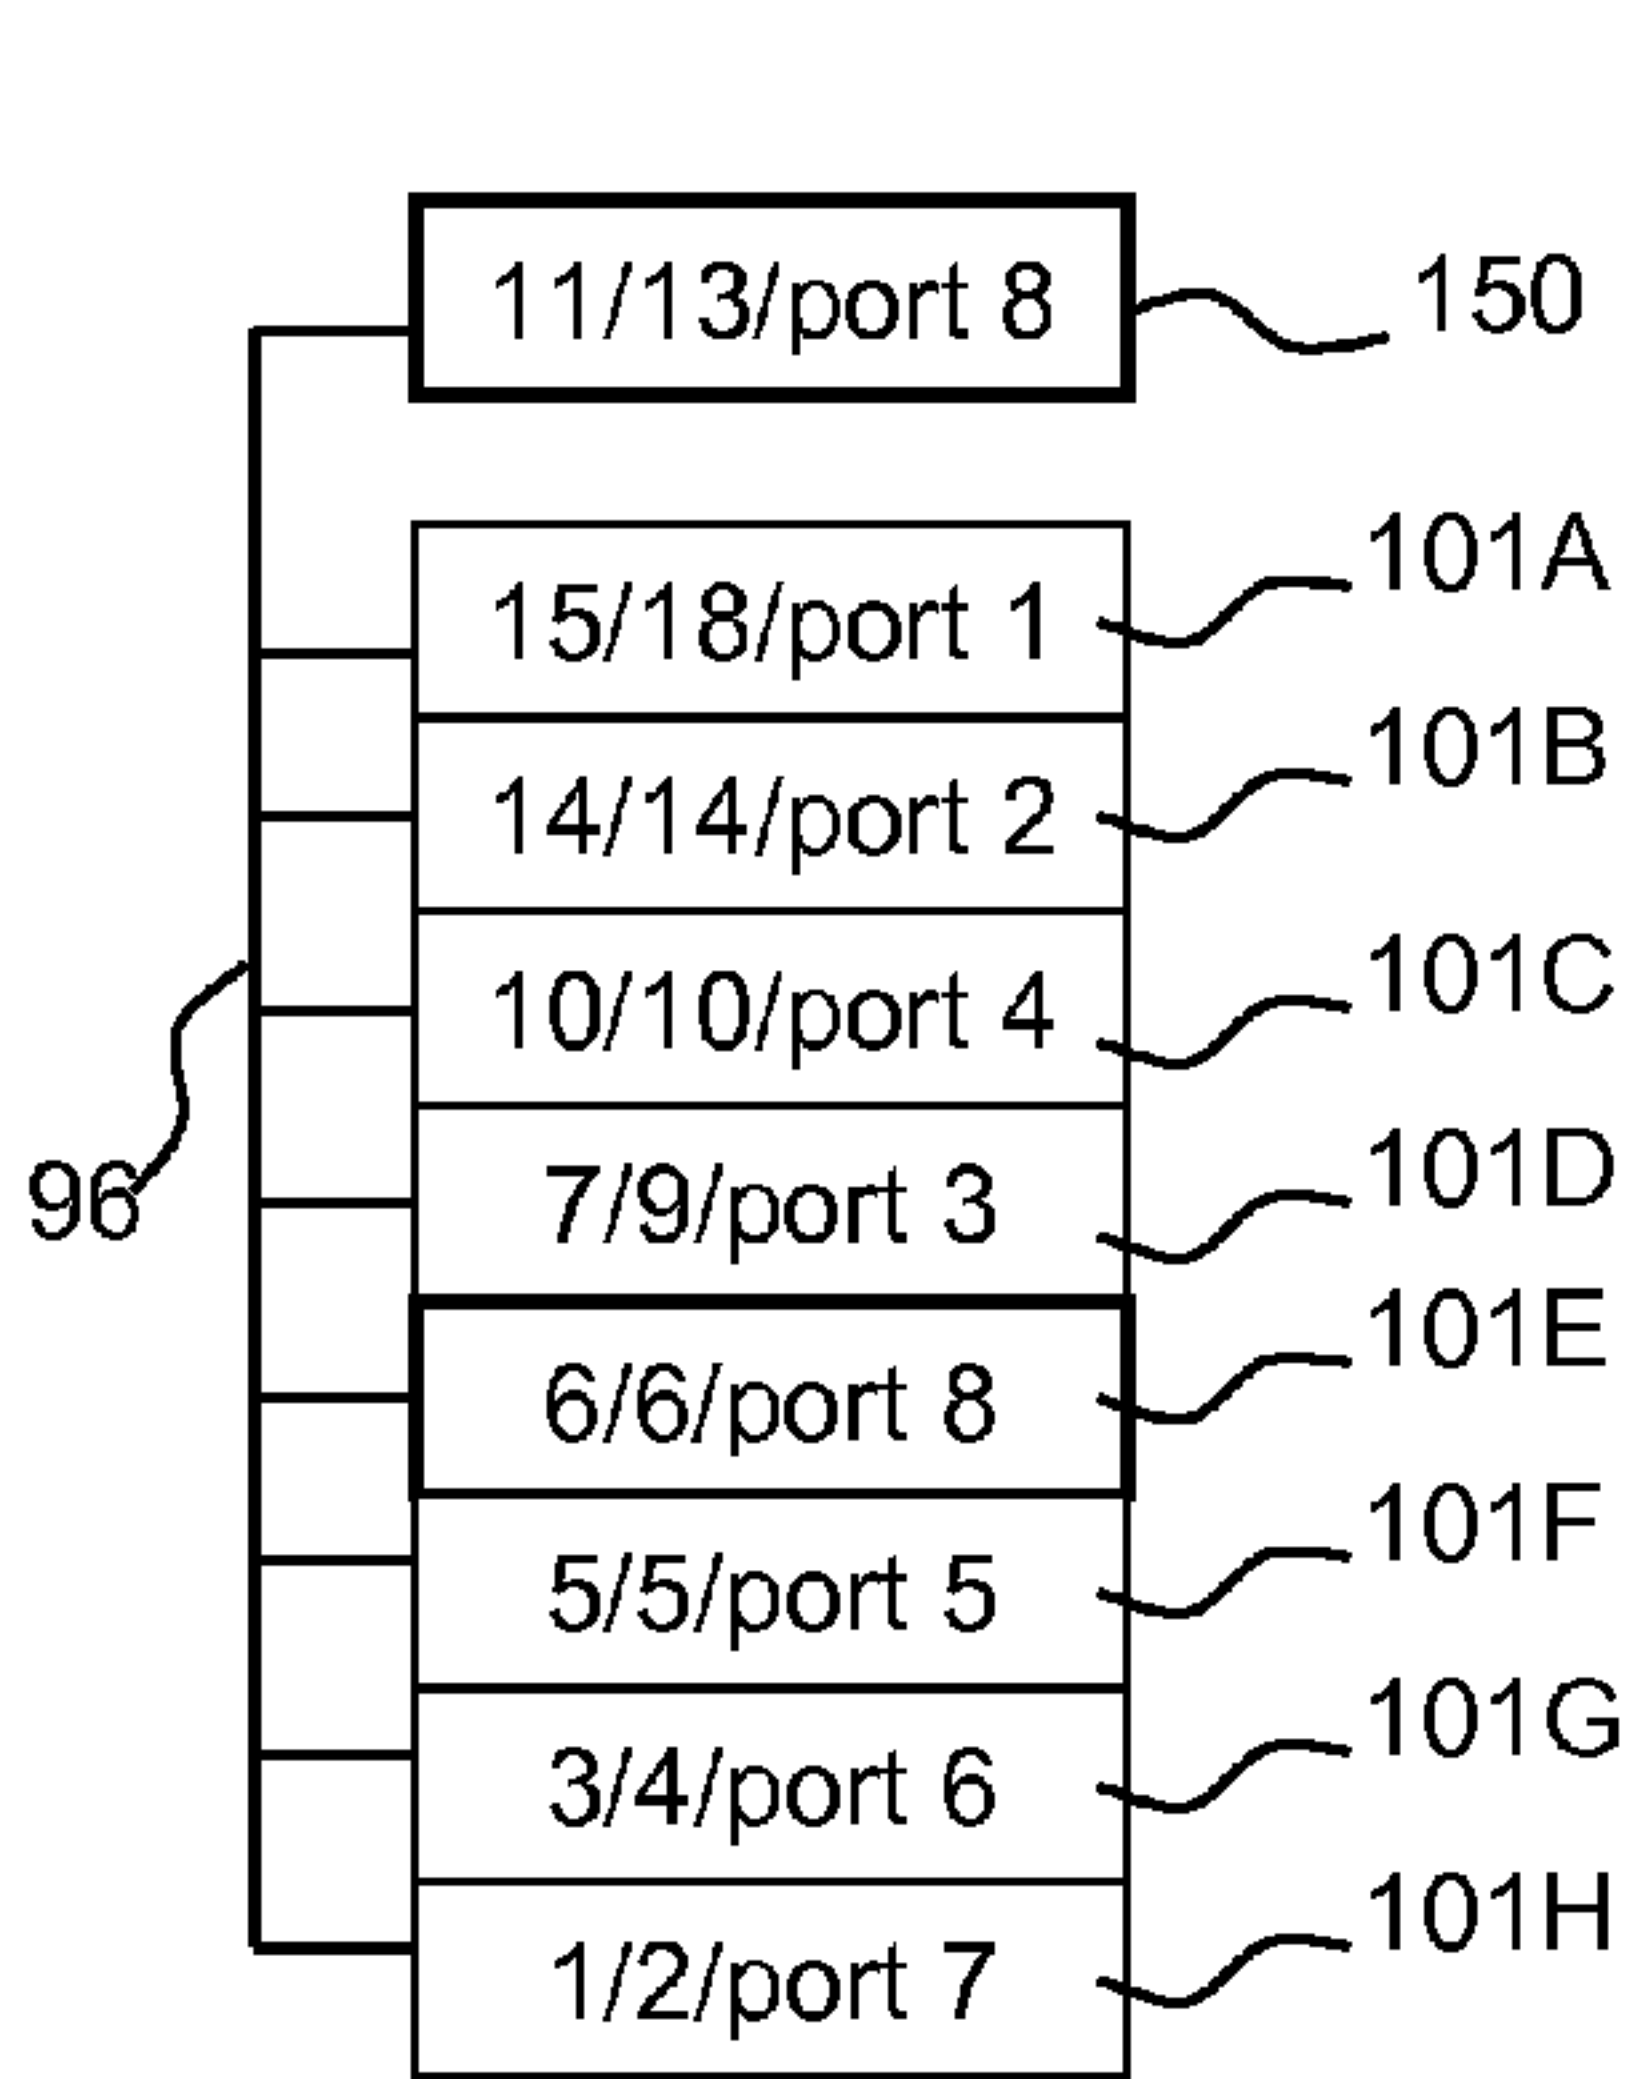 11/13/port 8
150
15/18/port 1
101A
14/14/port 2
101B
10/10/port 4
101C
7/9/port 3
101D
96
6/6/port 8
101E
5/5/port 5
101F
3/4/port 6
101G
1/2/port 7
101H